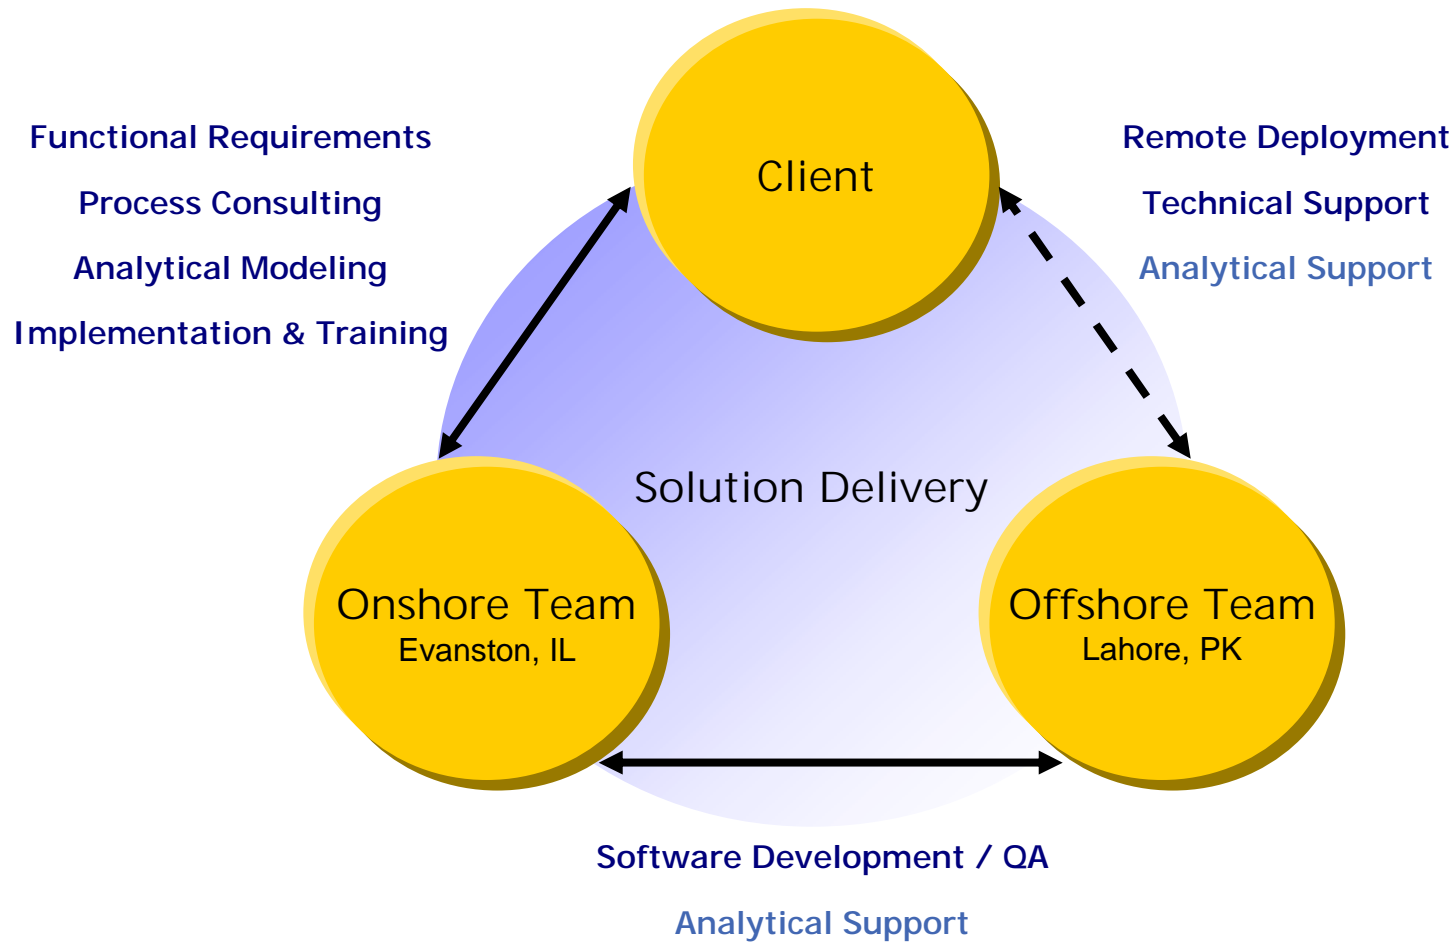 Client
Functional Requirements
Process Consulting
Analytical Modeling
Implementation & Training
Remote Deployment
Technical Support
Analytical Support
Solution Delivery
Onshore Team
Evanston, IL
Offshore Team
Lahore, PK
Software Development / QA
Analytical Support